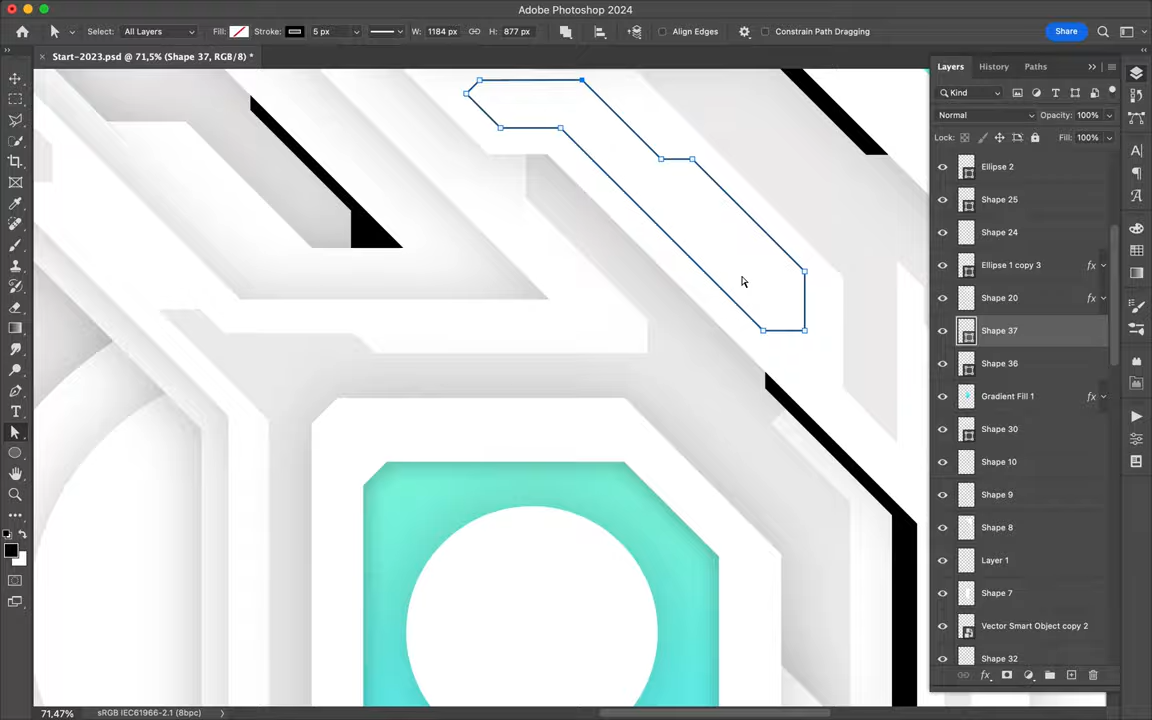 Adobe Photoshop 2024
Select: All Layers Fill: Stroke: 5 px W: 1184 px H: 877 px Align Edges Constrain Path Dragging Share
Start-2023.psd @ 71,5% (Shape 37, RGB/8) *
Layers History Paths
Kind
Normal Opacity: 100%
Lock: Fill: 100%
Ellipse 2
Shape 25
Shape 24
Ellipse 1 copy 3 fx
Shape 20 fx
Shape 37
Shape 36
Gradient Fill 1 fx
Shape 30
Shape 10
Shape 9
Shape 8
Layer 1
Shape 7
Vector Smart Object copy 2
Shape 32
fx
71,47% sRGB IEC61966-2.1 (8bpc)